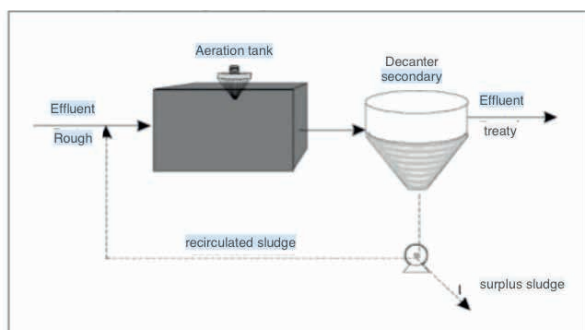 Aeration tank
Decanter
secondary
Effluent
Rough
Effluent
treaty
recirculated sludge
surplus sludge